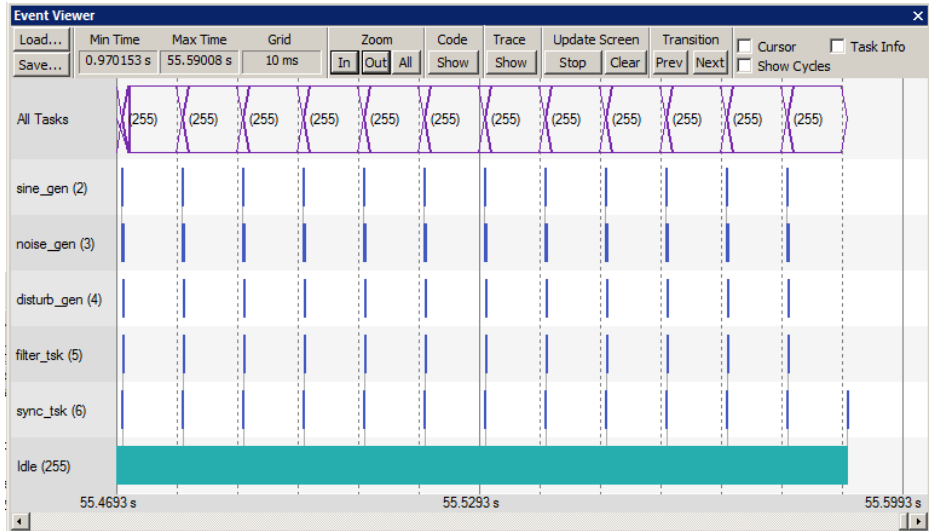 Event Viewer
Load... Min Time Max Time Grid Zoom Code Trace Update Screen Transition Cursor Task Info
Save... 0.970153 s 55.59008 s 10 ms In Out All Show Show Stop Clear Prev Next Show Cycles
All Tasks (255) (255) (255) (255) (255) (255) (255) (255) (255) (255) (255) (255)
sine_gen (2)
noise_gen (3)
disturb_gen (4)
filter_tsk (5)
sync_tsk (6)
Idle (255)
55.4693 s 55.5293 s 55.5993 s